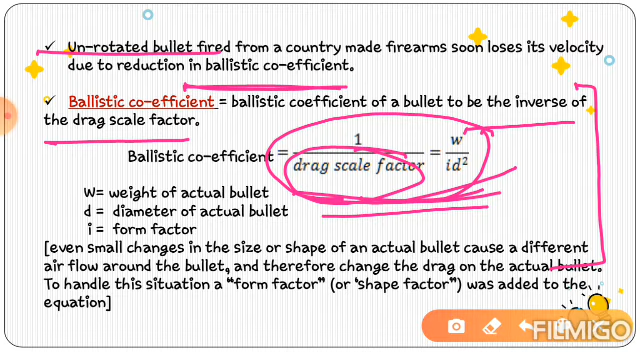 Un-rotated bullet fired from a country made firearms soon loses its velocity
due to reduction in ballistic co-efficient.
Ballistic co-efficient = ballistic coefficient of a bullet to be the inverse of
the drag scale factor.
Ballistic co-efficient = 1 / drag scale factor = w / id²
W= weight of actual bullet
d = diameter of actual bullet
i = form factor
[even small changes in the size or shape of an actual bullet cause a different
air flow around the bullet, and therefore change the drag on the actual bullet.
To handle this situation a “form factor” (or ‘shape factor”) was added to the
equation]
FILMIGO